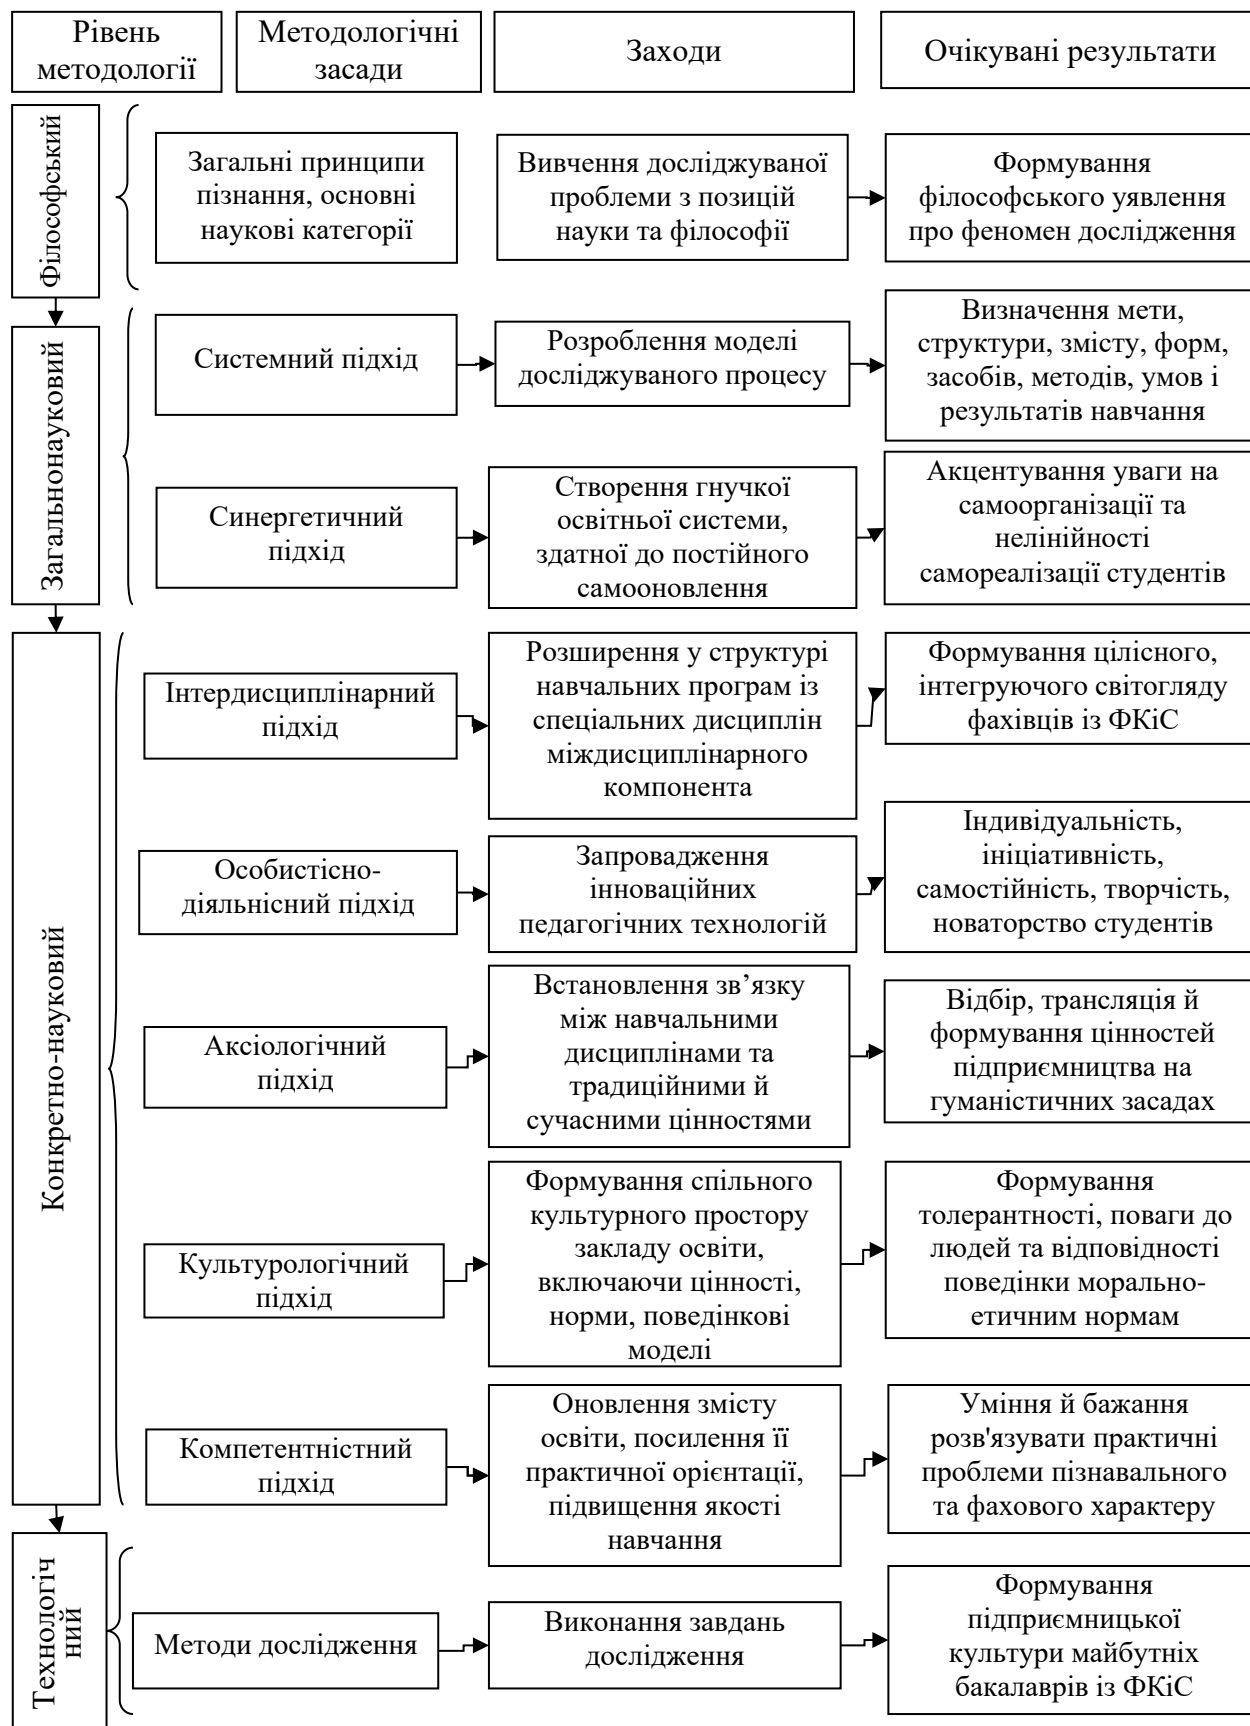 Рівень
методології
Методологічні
засади
Заходи
Очікувані результати
Філософський
Загальні принципи
пізнання, основні
наукові категорії
Вивчення досліджуваної
проблеми з позицій
науки та філософії
Формування
філософського уявлення
про феномен дослідження
Загальнонауковий
Системний підхід
Розроблення моделі
досліджуваного процесу
Визначення мети,
структури, змісту, форм,
засобів, методів, умов і
результатів навчання
Синергетичний
підхід
Створення гнучкої
освітньої системи,
здатної до постійного
самооновлення
Акцентування уваги на
самоорганізації та
нелінійності
самореалізації студентів
Конкретно-науковий
Інтердисциплінарний
підхід
Розширення у структурі
навчальних програм із
спеціальних дисциплін
міждисциплінарного
компонента
Формування цілісного,
інтегруючого світогляду
фахівців із ФКіС
Особистісно-
діяльнісний підхід
Запровадження
інноваційних
педагогічних технологій
Індивідуальність,
ініціативність,
самостійність, творчість,
новаторство студентів
Аксіологічний
підхід
Встановлення зв’язку
між навчальними
дисциплінами та
традиційними й
сучасними цінностями
Відбір, трансляція й
формування цінностей
підприємництва на
гуманістичних засадах
Культурологічний
підхід
Формування спільного
культурного простору
закладу освіти,
включаючи цінності,
норми, поведінкові
моделі
Формування
толерантності, поваги до
людей та відповідності
поведінки морально-
етичним нормам
Компетентністний
підхід
Оновлення змісту
освіти, посилення її
практичної орієнтації,
підвищення якості
навчання
Уміння й бажання
розв'язувати практичні
проблеми пізнавального
та фахового характеру
Технологіч
ний
Методи дослідження
Виконання завдань
дослідження
Формування
підприємницької
культури майбутніх
бакалаврів із ФКіС